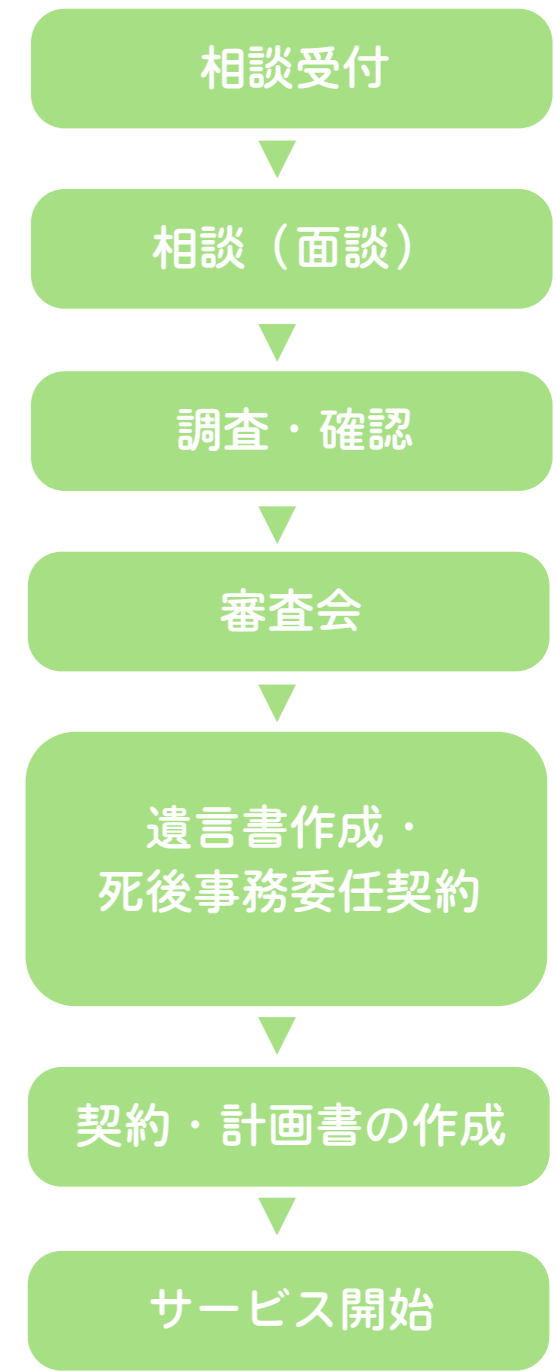 相談受付
相談（面談）
調査・確認
審査会
遺言書作成・
死後事務委任契約
契約・計画書の作成
サービス開始